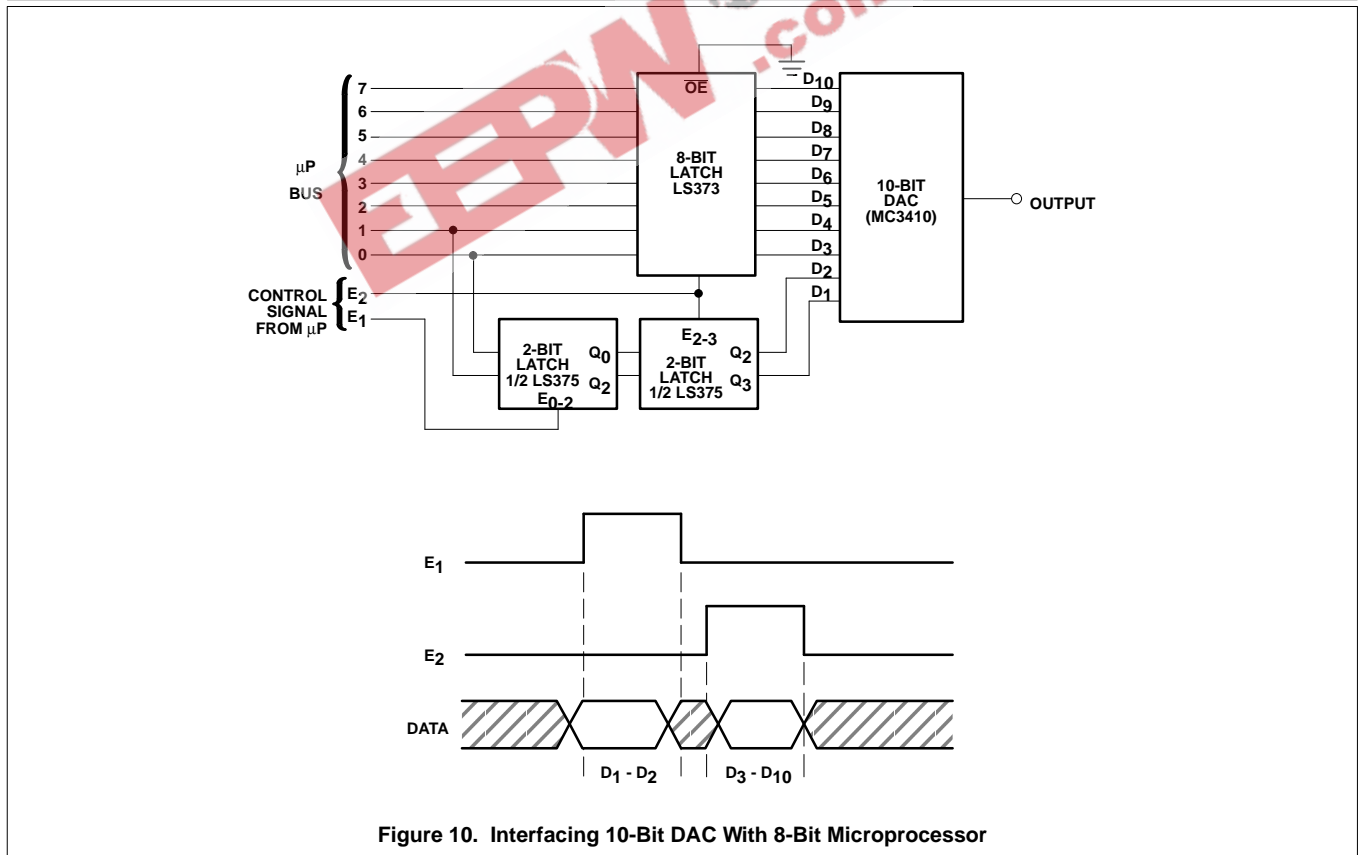 EEPW.com
OE
7
6
5
4
3
2
1
0
μP
BUS
CONTROL
SIGNAL
FROM μP
E2
E1
8-BIT
LATCH
LS373
D10
D9
D8
D7
D6
D5
D4
D3
D2
D1
10-BIT
DAC
(MC3410)
OUTPUT
2-BIT
LATCH
1/2 LS375
Q0
Q2
E0-2
E2-3
2-BIT
LATCH
1/2 LS375
Q2
Q3
E1
E2
DATA
D1 - D2
D3 - D10
Figure 10. Interfacing 10-Bit DAC With 8-Bit Microprocessor